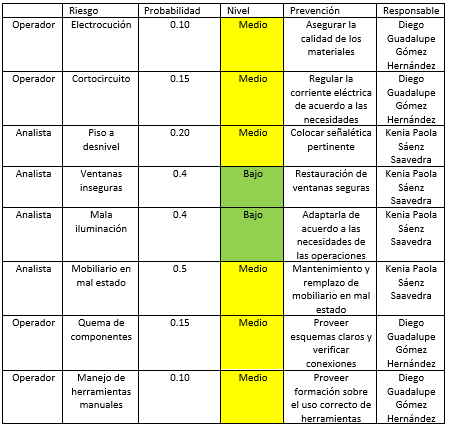 Riesgo Probabilidad Nivel Prevención Responsable
Operador Electrocución 0.10 Medio Asegurar la calidad de los materiales Diego Guadalupe Gómez Hernández
Operador Cortocircuito 0.15 Medio Regular la corriente eléctrica de acuerdo a las necesidades Diego Guadalupe Gómez Hernández
Analista Piso a desnivel 0.20 Medio Colocar señalética pertinente Kenia Paola Sáenz Saavedra
Analista Ventanas inseguras 0.4 Bajo Restauración de ventanas seguras Kenia Paola Sáenz Saavedra
Analista Mala iluminación 0.4 Bajo Adaptarla de acuerdo a las necesidades de las operaciones Kenia Paola Sáenz Saavedra
Analista Mobiliario en mal estado 0.5 Medio Mantenimiento y remplazo de mobiliario en mal estado Kenia Paola Sáenz Saavedra
Operador Quema de componentes 0.15 Medio Proveer esquemas claros y verificar conexiones Diego Guadalupe Gómez Hernández
Operador Manejo de herramientas manuales 0.10 Medio Proveer formación sobre el uso correcto de herramientas Diego Guadalupe Gómez Hernández